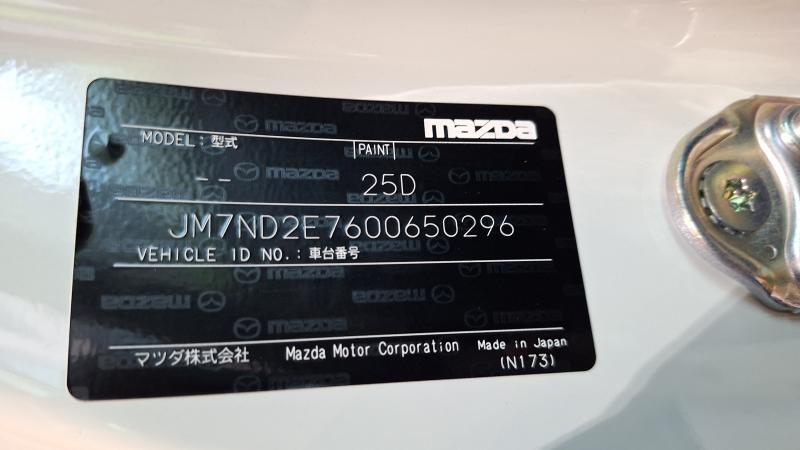 mazda
MODEL: 型式 PAINT
-- 25D
JM7ND2E7600650296
VEHICLE ID NO.: 車台番号
マツダ株式会社 Mazda Motor Corporation Made in Japan
(N173)